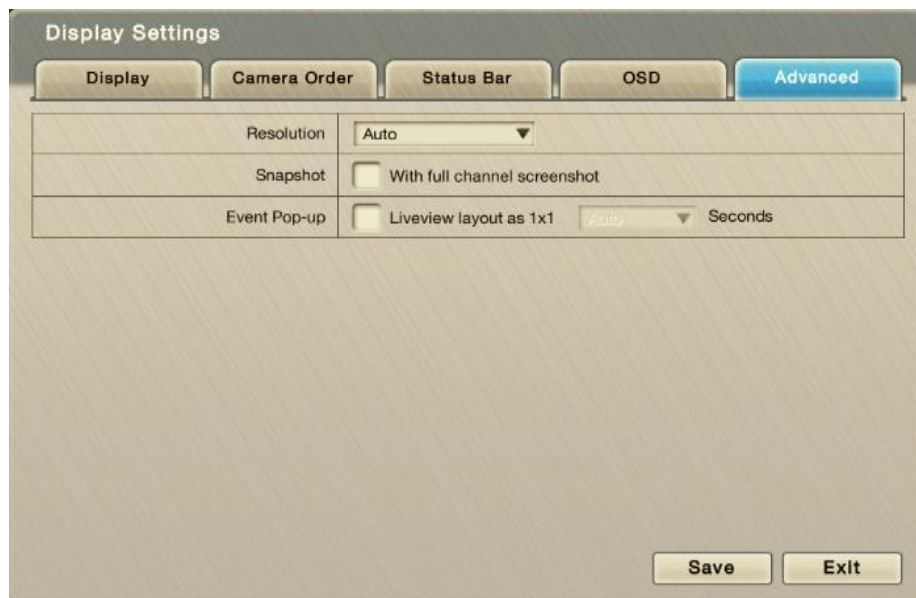 Display Settings
Display Camera Order Status Bar OSD Advanced
Resolution Auto
Snapshot With full channel screenshot
Event Pop-up Liveview layout as 1x1 Auto Seconds
Save Exit